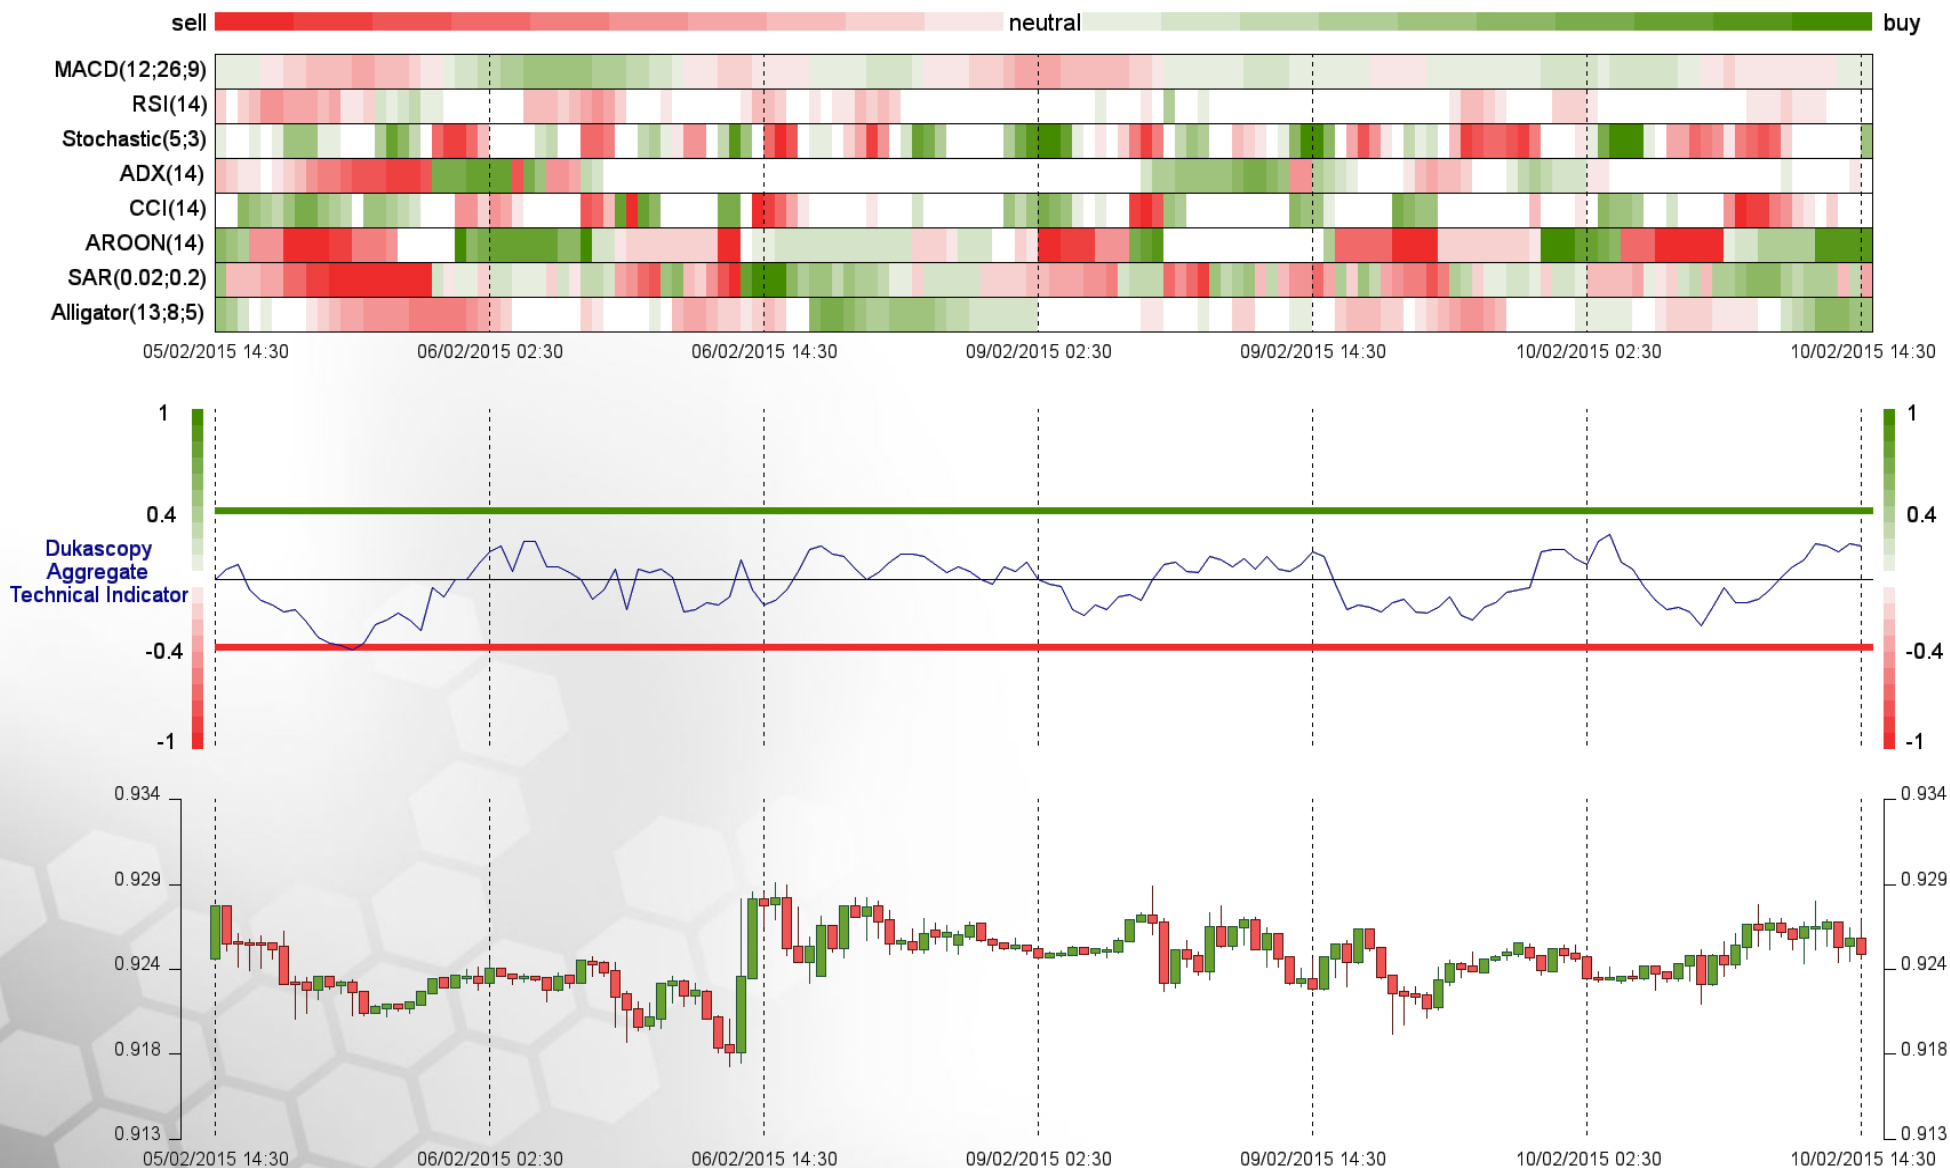 sell neutral buy
MACD(12;26;9)
RSI(14)
Stochastic(5;3)
ADX(14)
CCI(14)
AROON(14)
SAR(0.02;0.2)
Alligator(13;8;5)
05/02/2015 14:30 06/02/2015 02:30 06/02/2015 14:30 09/02/2015 02:30 09/02/2015 14:30 10/02/2015 02:30 10/02/2015 14:30
1 1
0.4 0.4
Dukascopy
Aggregate
Technical Indicator
-0.4 -0.4
-1 -1
0.934 0.934
0.929 0.929
0.924 0.924
0.918 0.918
0.913 0.913
05/02/2015 14:30 06/02/2015 02:30 06/02/2015 14:30 09/02/2015 02:30 09/02/2015 14:30 10/02/2015 02:30 10/02/2015 14:30